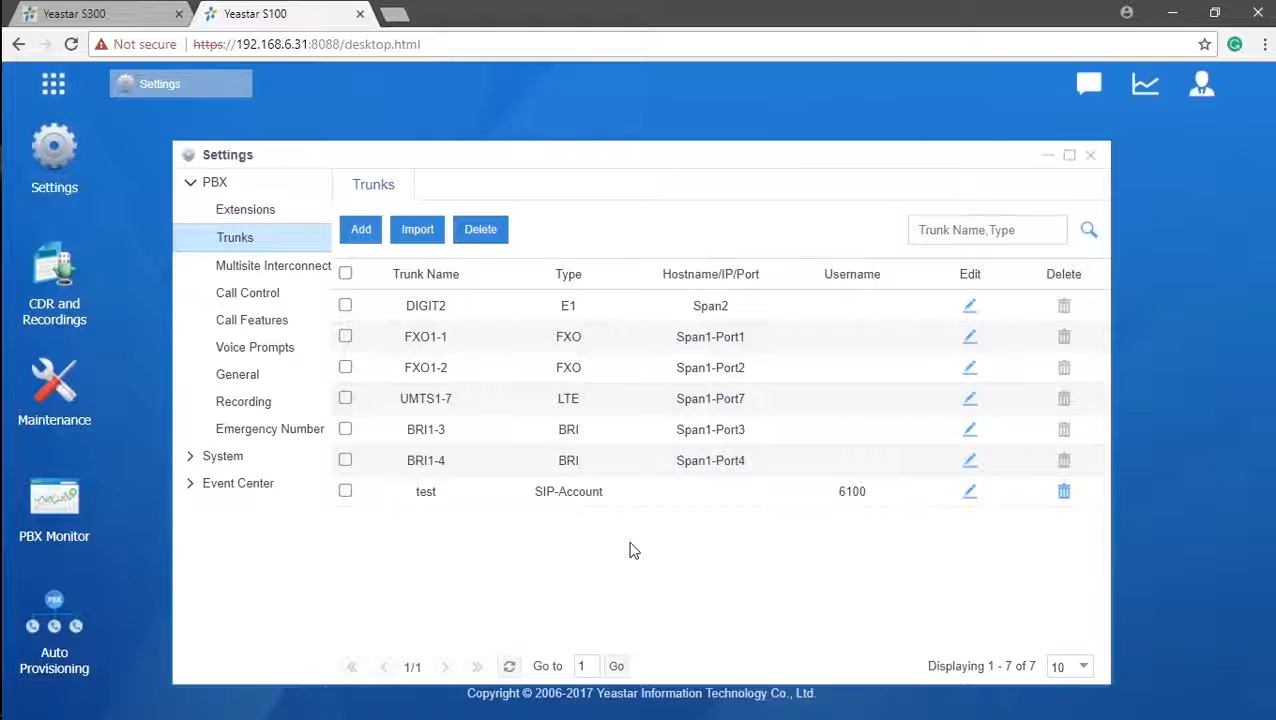 Yeastar S300
Yeastar S100
Not secure https://192.168.6.31:8088/desktop.html
Settings
Settings
CDR and
Recordings
Maintenance
PBX Monitor
PBX
Auto
Provisioning
Settings
PBX
Extensions
Trunks
Multisite Interconnect
Call Control
Call Features
Voice Prompts
General
Recording
Emergency Number
System
Event Center
Trunks
Add Import Delete Trunk Name,Type
Trunk Name Type Hostname/IP/Port Username Edit Delete
DIGIT2 E1 Span2
FXO1-1 FXO Span1-Port1
FXO1-2 FXO Span1-Port2
UMTS1-7 LTE Span1-Port7
BRI1-3 BRI Span1-Port3
BRI1-4 BRI Span1-Port4
test SIP-Account 6100
1/1 Go to 1 Go Displaying 1 - 7 of 7 10
Copyright © 2006-2017 Yeastar Information Technology Co., Ltd.